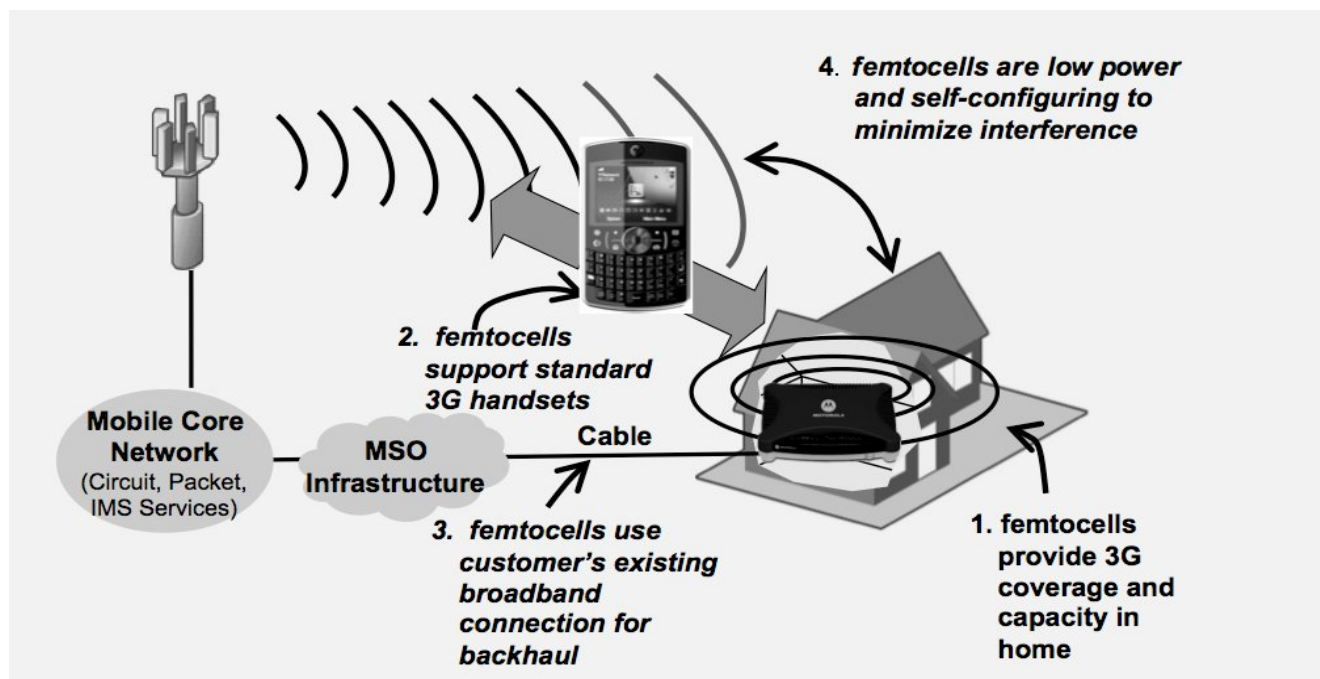 4. femtocells are low power
and self-configuring to
minimize interference
2. femtocells
support standard
3G handsets
Mobile Core
Network
(Circuit, Packet,
IMS Services)
MSO
Infrastructure
Cable
MOTOROLA
3. femtocells use
customer's existing
broadband
connection for
backhaul
1. femtocells
provide 3G
coverage and
capacity in
home